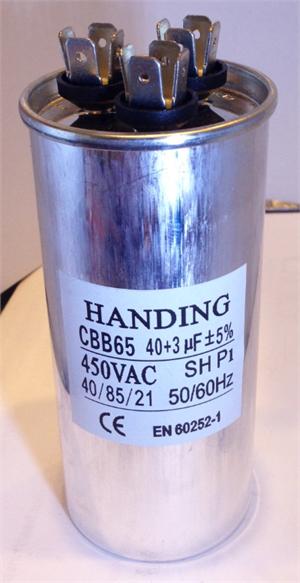 HANDING
CBB65 40+3 µF ±5%
450VAC SH P1
40/85/21 50/60Hz
CE EN 60252-1